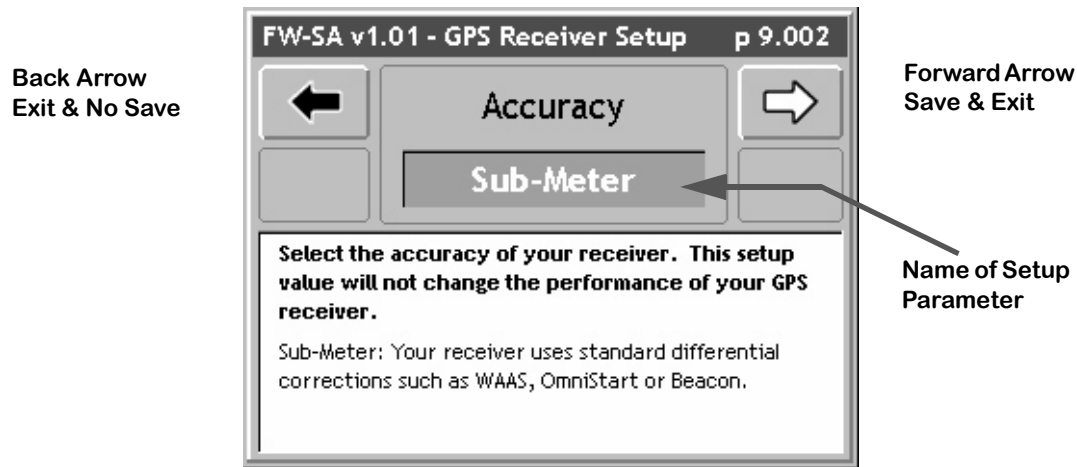 FW-SA v1.01 - GPS Receiver Setup p 9.002
Back Arrow
Exit & No Save
Forward Arrow
Save & Exit
Accuracy
Sub-Meter
Name of Setup
Parameter
Select the accuracy of your receiver. This setup
value will not change the performance of your GPS
receiver.
Sub-Meter: Your receiver uses standard differential
corrections such as WAAS, OmniStart or Beacon.